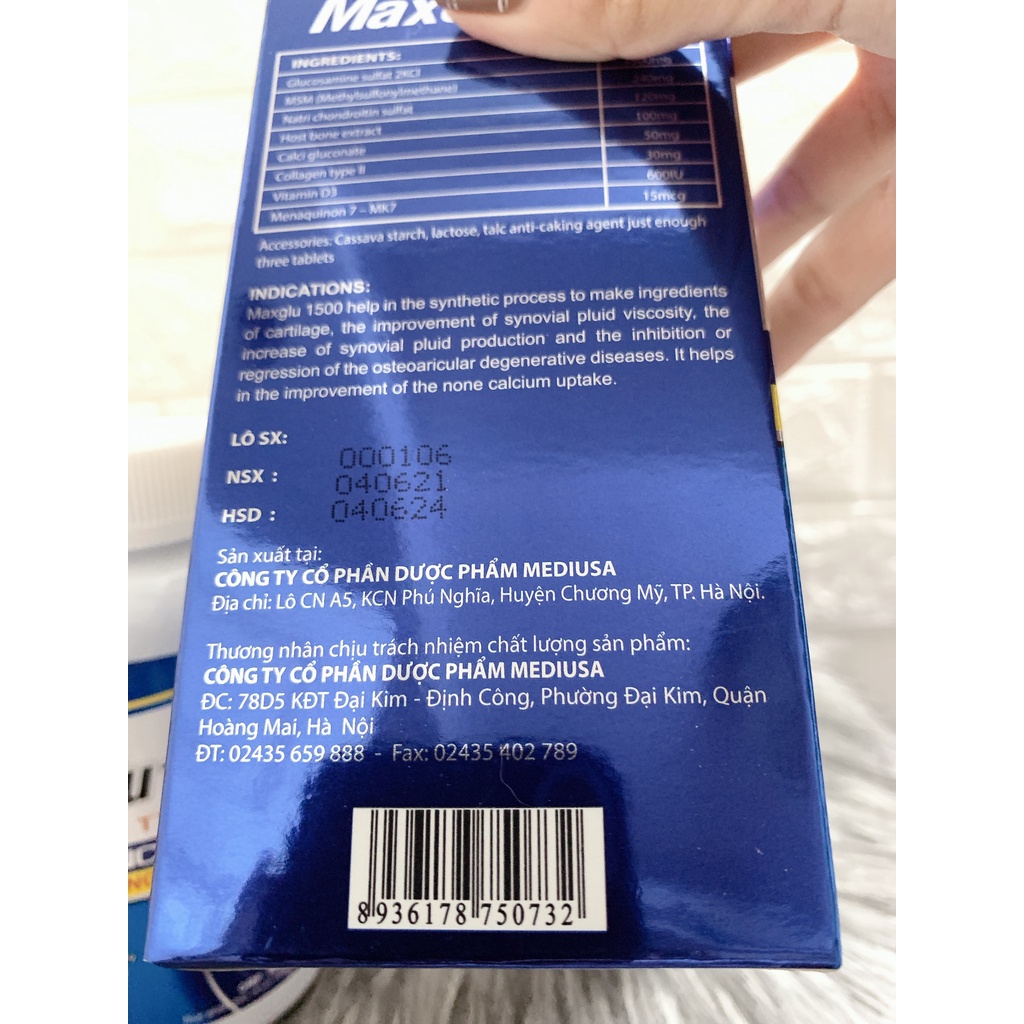 Max
INGREDIENTS:
Glucosamine sulfat 2KCl
MSM (Methylsulfonylmethane) 240mg
Natri chondroitin sulfat 120mg
Host bone extract 100mg
Calci gluconate 50mg
Collagen type II 30mg
Vitamin D3 600IU
Menaquinon 7 – MK7 15mcg
Accessories: Cassava starch, lactose, talc anti-caking agent just enough
three tablets
INDICATIONS:
Maxglu 1500 help in the synthetic process to make ingredients
of cartilage, the improvement of synovial pluid viscosity, the
increase of synovial pluid production and the inhibition or
regression of the osteoaricular degenerative diseases. It helps
in the improvement of the none calcium uptake.
LÔ SX: 000106
NSX : 040621
HSD : 040624
Sản xuất tại:
CÔNG TY CỔ PHẦN DƯỢC PHẨM MEDIUSA
Địa chỉ: Lô CN A5, KCN Phú Nghĩa, Huyện Chương Mỹ, TP. Hà Nội.
Thương nhân chịu trách nhiệm chất lượng sản phẩm:
CÔNG TY CỔ PHẦN DƯỢC PHẨM MEDIUSA
ĐC: 78D5 KĐT Đại Kim - Định Công, Phường Đại Kim, Quận
Hoàng Mai, Hà Nội
ĐT: 02435 659 888 - Fax: 02435 402 789
8 936178 750732